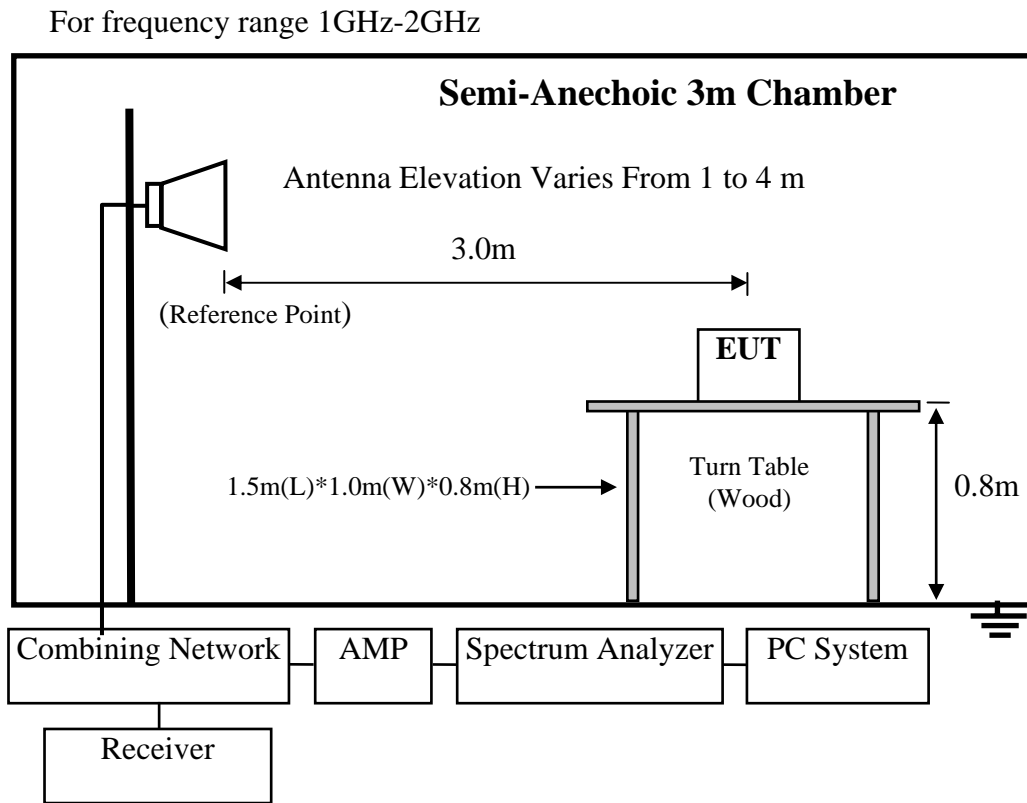 For frequency range 1GHz-2GHz
Semi-Anechoic 3m Chamber
Antenna Elevation Varies From 1 to 4 m
3.0m
(Reference Point)
EUT
1.5m(L)*1.0m(W)*0.8m(H)
Turn Table
(Wood)
0.8m
Combining Network
AMP
Spectrum Analyzer
PC System
Receiver